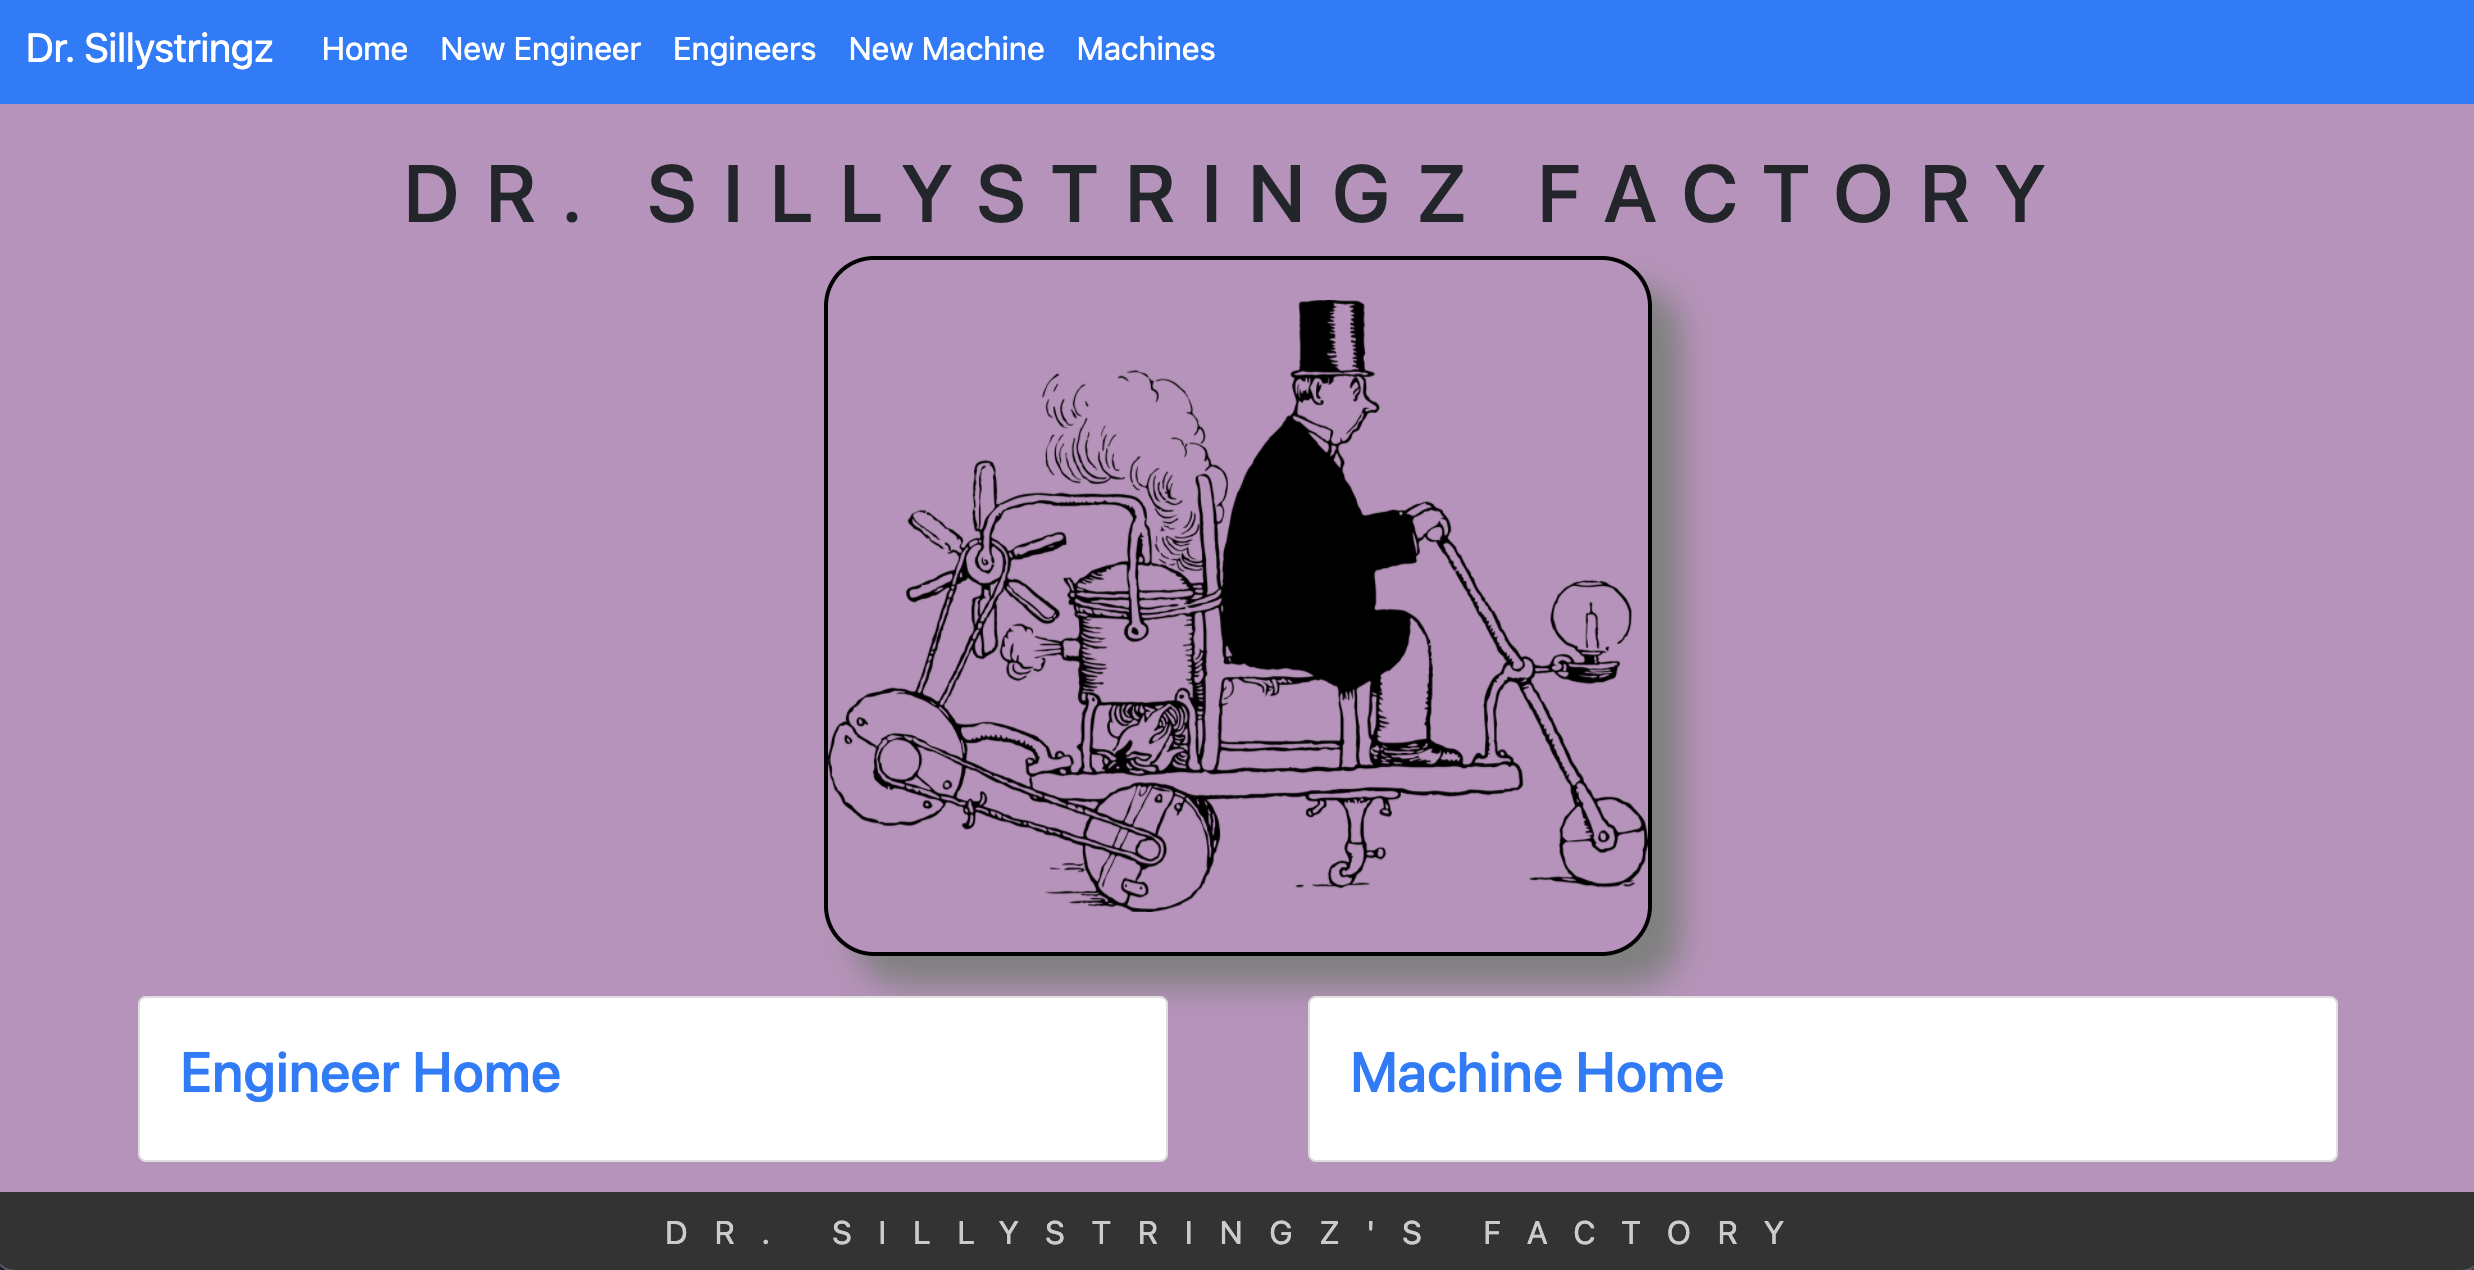 Dr. Sillystringz Home New Engineer Engineers New Machine Machines
DR. SILLYSTRINGZ FACTORY
Engineer Home
Machine Home
DR. SILLYSTRINGZ'S FACTORY